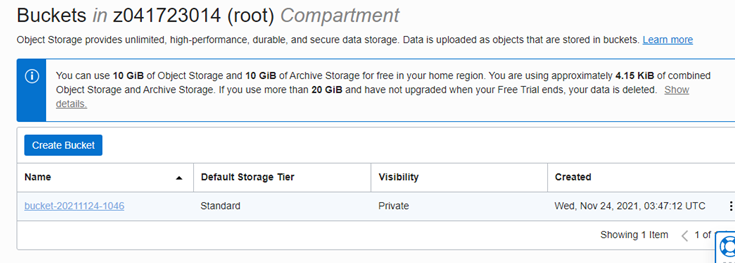 Buckets in z041723014 (root) Compartment
Object Storage provides unlimited, high-performance, durable, and secure data storage. Data is uploaded as objects that are stored in buckets. Learn more
You can use 10 GiB of Object Storage and 10 GiB of Archive Storage for free in your home region. You are using approximately 4.15 KiB of combined
Object Storage and Archive Storage. If you use more than 20 GiB and have not upgraded when your Free Trial ends, your data is deleted. Show
details.
Create Bucket
Name Default Storage Tier Visibility Created
bucket-20211124-1046 Standard Private Wed, Nov 24, 2021, 03:47:12 UTC
Showing 1 Item < 1 of